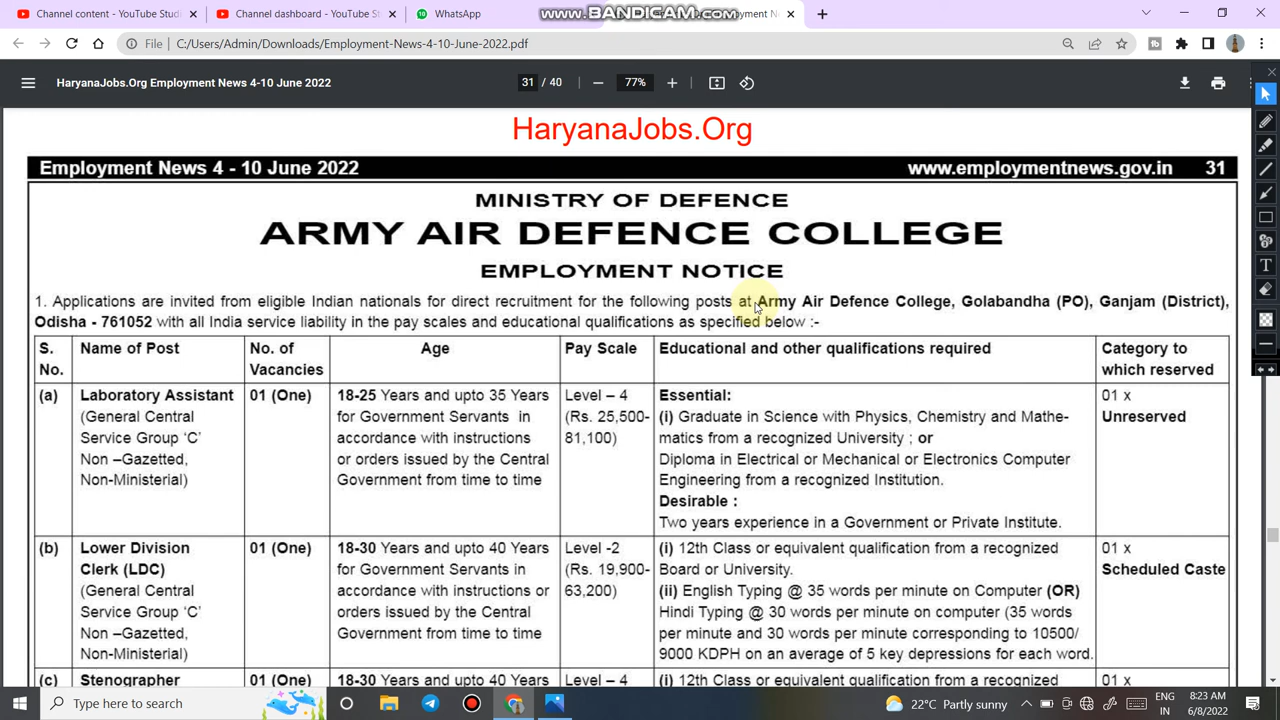 Channel content - YouTube Studi
Channel dashboard - YouTube St
WhatsApp
www.BANDICAM.com
File
C:/Users/Admin/Downloads/Employment-News-4-10-June-2022.pdf
HaryanaJobs.Org Employment News 4-10 June 2022
31 / 40
77%
HaryanaJobs.Org
Employment News 4 - 10 June 2022 www.employmentnews.gov.in 31
MINISTRY OF DEFENCE
ARMY AIR DEFENCE COLLEGE
EMPLOYMENT NOTICE
1. Applications are invited from eligible Indian nationals for direct recruitment for the following posts at Army Air Defence College, Golabandha (PO), Ganjam (District),
Odisha - 761052 with all India service liability in the pay scales and educational qualifications as specified below :-
S. No.
Name of Post
No. of
Vacancies
Age
Pay Scale
Educational and other qualifications required
Category to
which reserved
(a)
Laboratory Assistant
(General Central
Service Group ‘C’
Non –Gazetted,
Non-Ministerial)
01 (One)
18-25 Years and upto 35 Years
for Government Servants in
accordance with instructions
or orders issued by the Central
Government from time to time
Level – 4
(Rs. 25,500-
81,100)
Essential:
(i) Graduate in Science with Physics, Chemistry and Mathe-
matics from a recognized University ; or
Diploma in Electrical or Mechanical or Electronics Computer
Engineering from a recognized Institution.
Desirable :
Two years experience in a Government or Private Institute.
01 x
Unreserved
(b)
Lower Division
Clerk (LDC)
(General Central
Service Group ‘C’
Non –Gazetted,
Non-Ministerial)
01 (One)
18-30 Years and upto 40 Years
for Government Servants in
accordance with instructions or
orders issued by the Central
Government from time to time
Level -2
(Rs. 19,900-
63,200)
(i) 12th Class or equivalent qualification from a recognized
Board or University.
(ii) English Typing @ 35 words per minute on Computer (OR)
Hindi Typing @ 30 words per minute on computer (35 words
per minute and 30 words per minute corresponding to 10500/
9000 KDPH on an average of 5 key depressions for each word.
01 x
Scheduled Caste
(c)
Stenographer
01 (One)
18-30 Years and upto 40 Years
Level – 4
(i) 12th Class or equivalent qualification from a recognized
01 x
Type here to search
22°C Partly sunny
ENG
IN
8:23 AM
6/8/2022